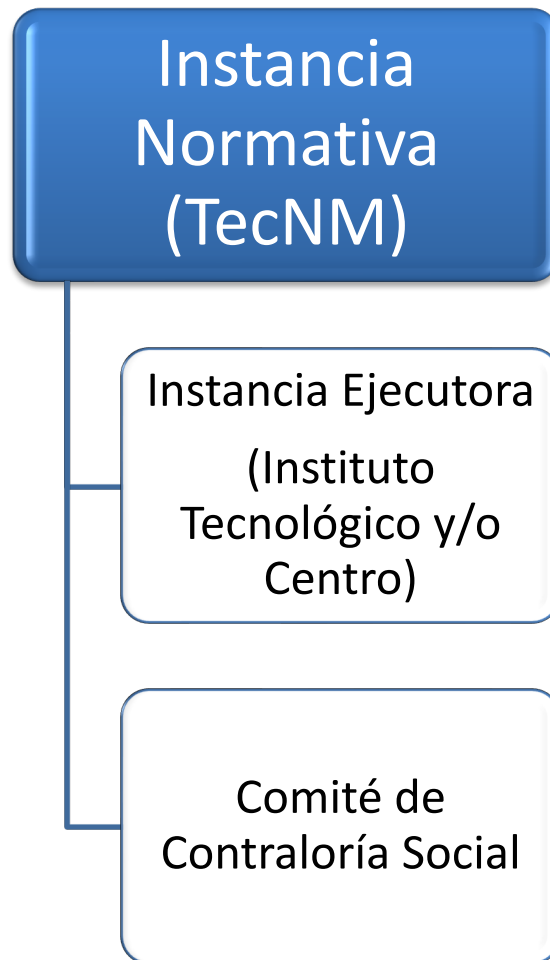 Instancia
Normativa
(TecNM)
Instancia Ejecutora
(Instituto
Tecnológico y/o
Centro)
Comité de
Contraloría Social